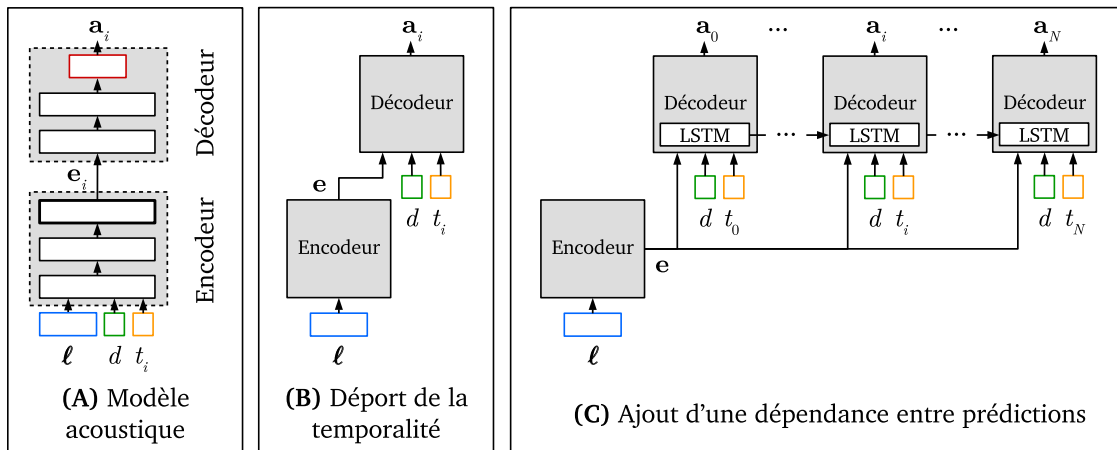 a_i
Décodeur
e_i
Encodeur
ℓ d t_i
(A) Modèle
acoustique
a_i
Décodeur
e
d t_i
Encodeur
ℓ
(B) Déport de la
temporalité
a_0 ... a_i ... a_N
Décodeur Décodeur Décodeur
LSTM ... LSTM ... LSTM
d t_0 d t_i d t_N
Encodeur
e
ℓ
(C) Ajout d'une dépendance entre prédictions